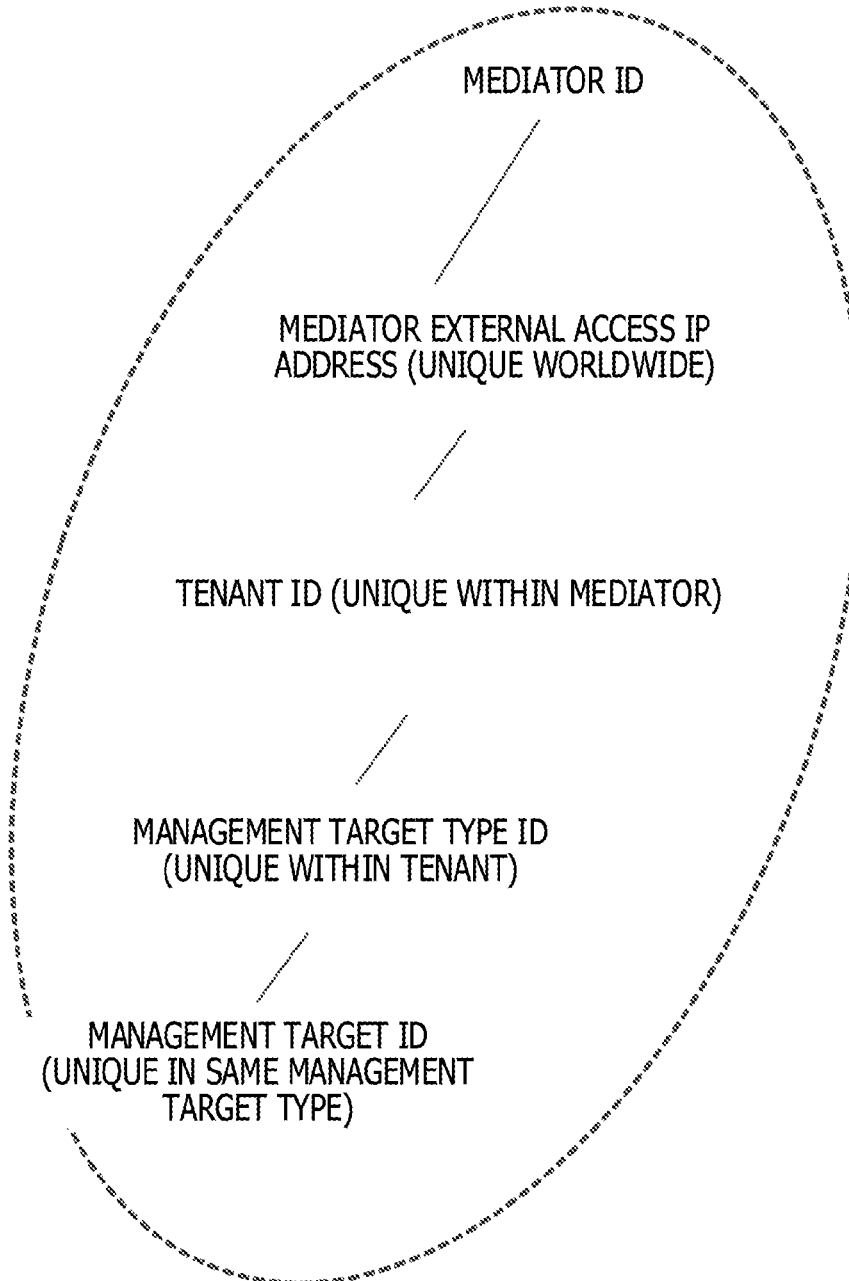 MEDIATOR ID
MEDIATOR EXTERNAL ACCESS IP
ADDRESS (UNIQUE WORLDWIDE)
TENANT ID (UNIQUE WITHIN MEDIATOR)
MANAGEMENT TARGET TYPE ID
(UNIQUE WITHIN TENANT)
MANAGEMENT TARGET ID
(UNIQUE IN SAME MANAGEMENT
TARGET TYPE)